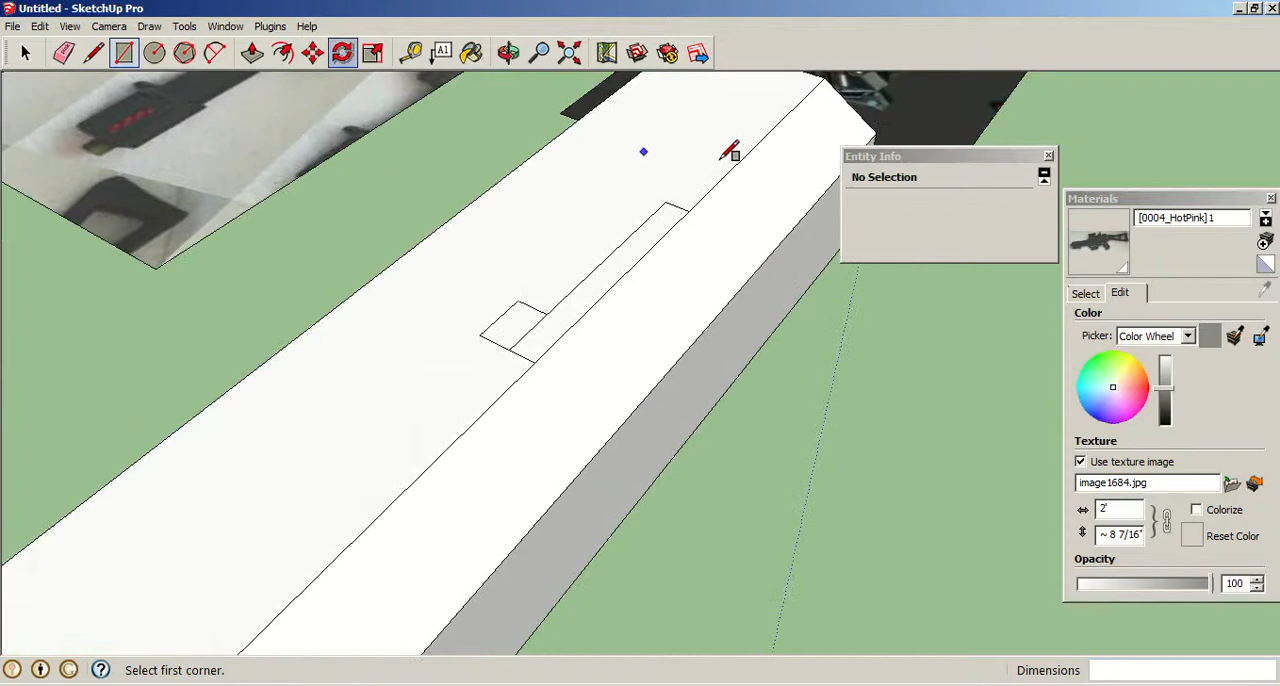 Untitled - SketchUp Pro
File Edit View Camera Draw Tools Window Plugins Help
A1
Entity Info
No Selection
Materials
[0004_HotPink]1
Select Edit
Color
Picker: Color Wheel
Texture
Use texture image
image1684.jpg
2'
Colorize
~ 8 7/16"
Reset Color
Opacity
100
Select first corner.
Dimensions